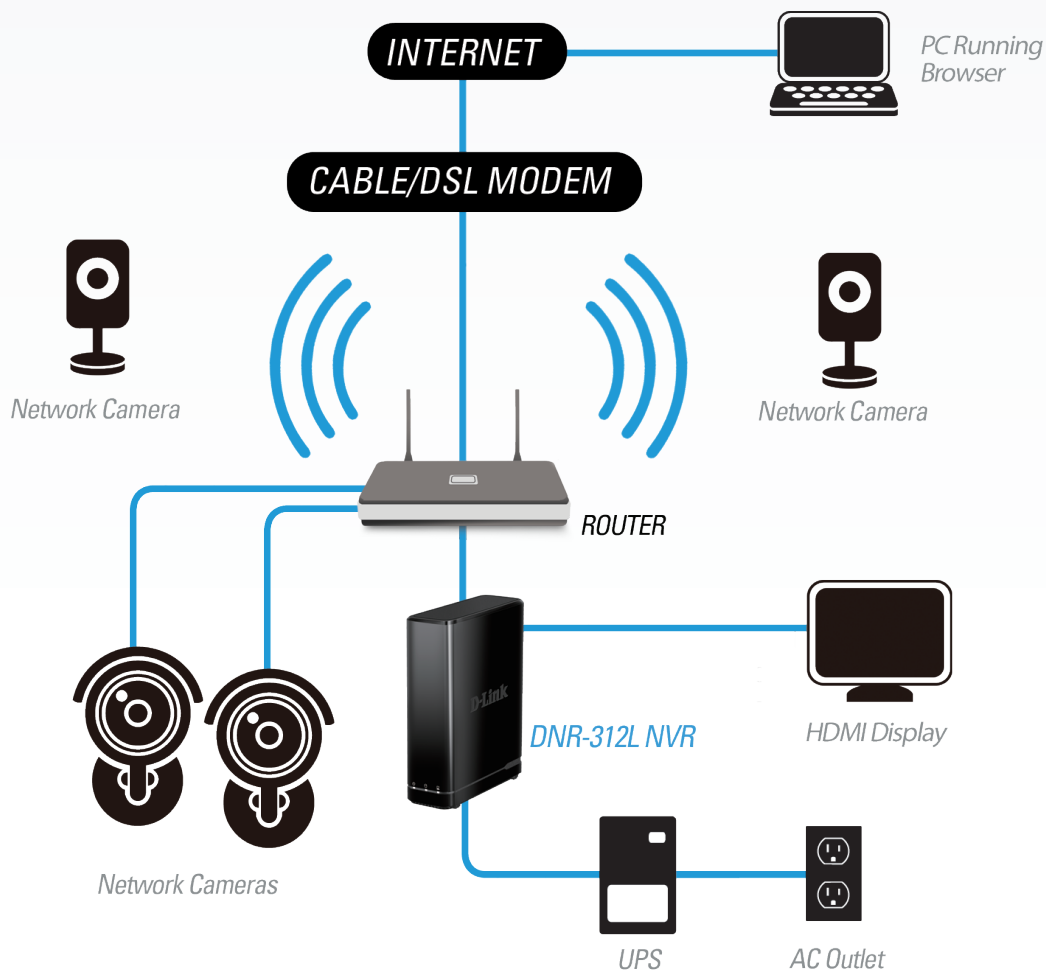 INTERNET
PC Running
Browser
CABLE/DSL MODEM
Network Camera
Network Camera
ROUTER
D-Link
DNR-312L NVR
HDMI Display
Network Cameras
UPS
AC Outlet